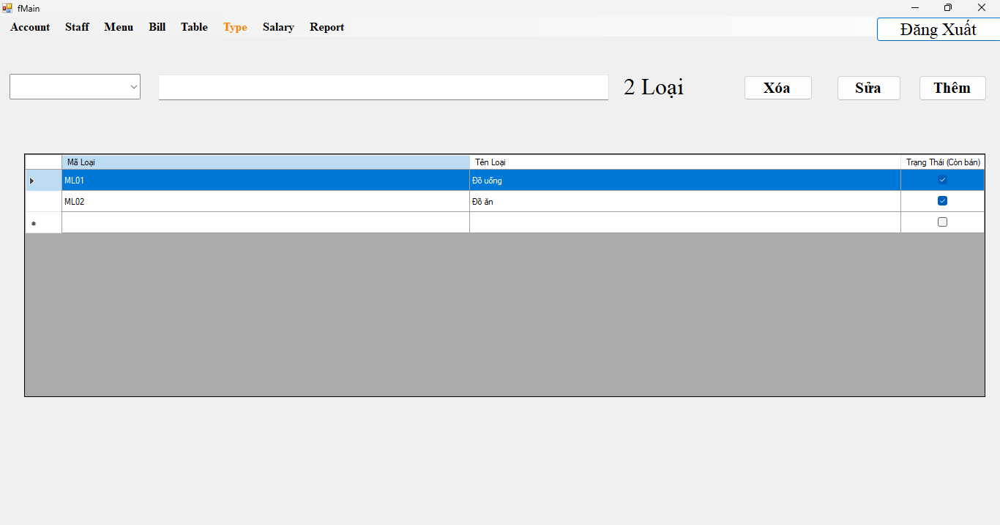 fMain
Account Staff Menu Bill Table Type Salary Report
Đăng Xuất
2 Loại Xóa Sửa Thêm
Mã Loại Tên Loại Trạng Thái (Còn bán)
ML01 Đồ uống
ML02 Đồ ăn